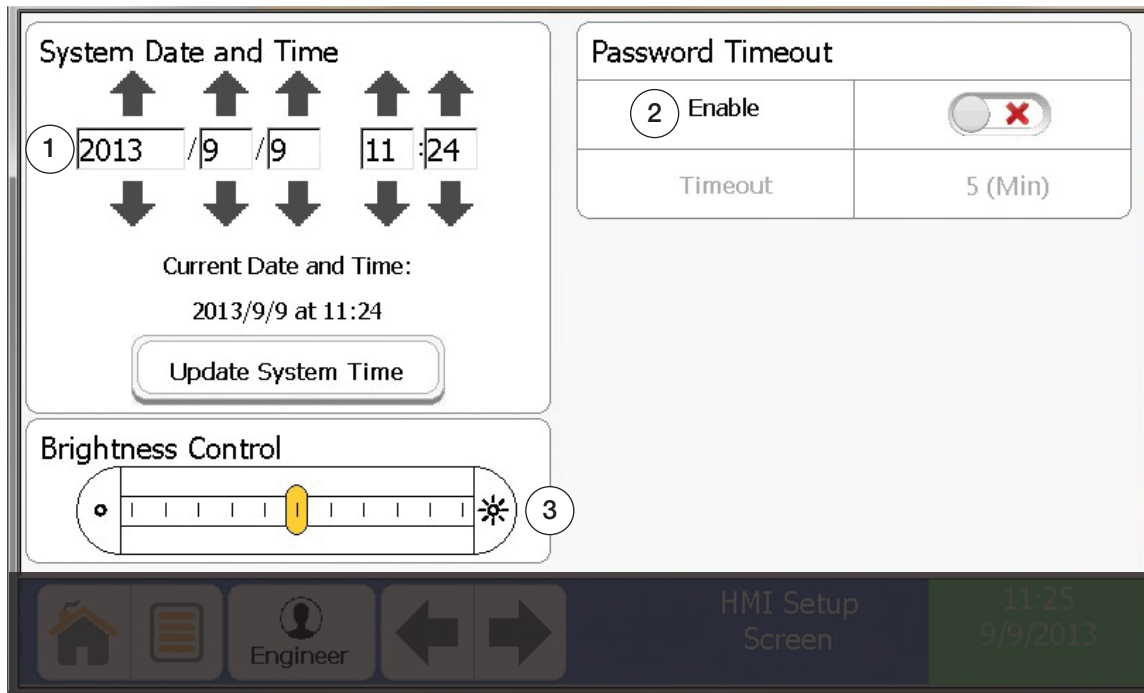 System Date and Time
1 2013 /9 /9 11 :24
Current Date and Time:
2013/9/9 at 11:24
Update System Time
Brightness Control
3
Password Timeout
2 Enable
Timeout 5 (Min)
Engineer
HMI Setup
Screen
11:25
9/9/2013